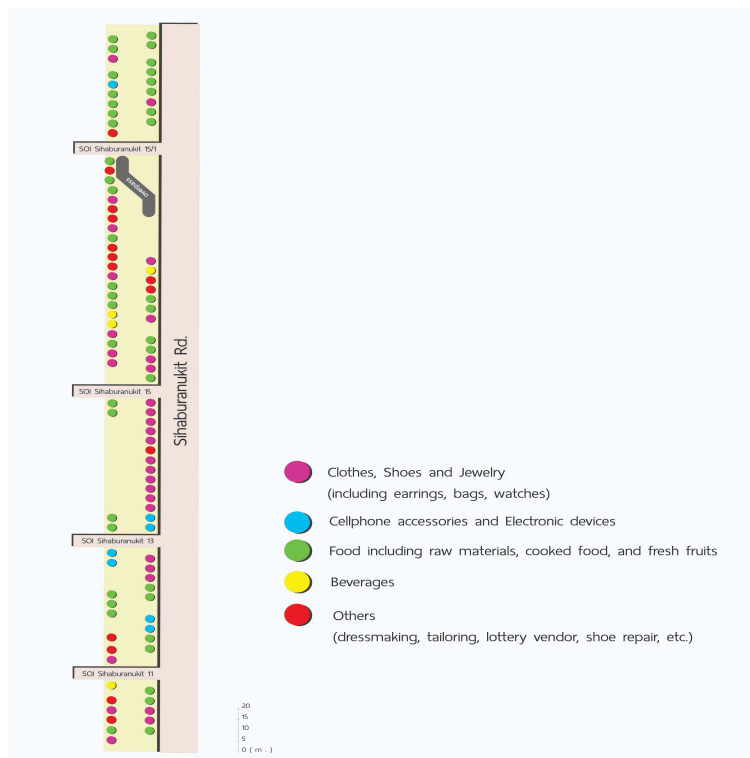 SOI Sihaburanukit 15/1
overpass
Sihaburanukit Rd.
SOI Sihaburanukit 15
Clothes, Shoes and Jewelry
(including earrings, bags, watches)
Cellphone accessories and Electronic devices
SOI Sihaburanukit 13
Food including raw materials, cooked food, and fresh fruits
Beverages
Others
(dressmaking, tailoring, lottery vendor, shoe repair, etc.)
SOI Sihaburanukit 11
20
15
10
5
0 ( m . )